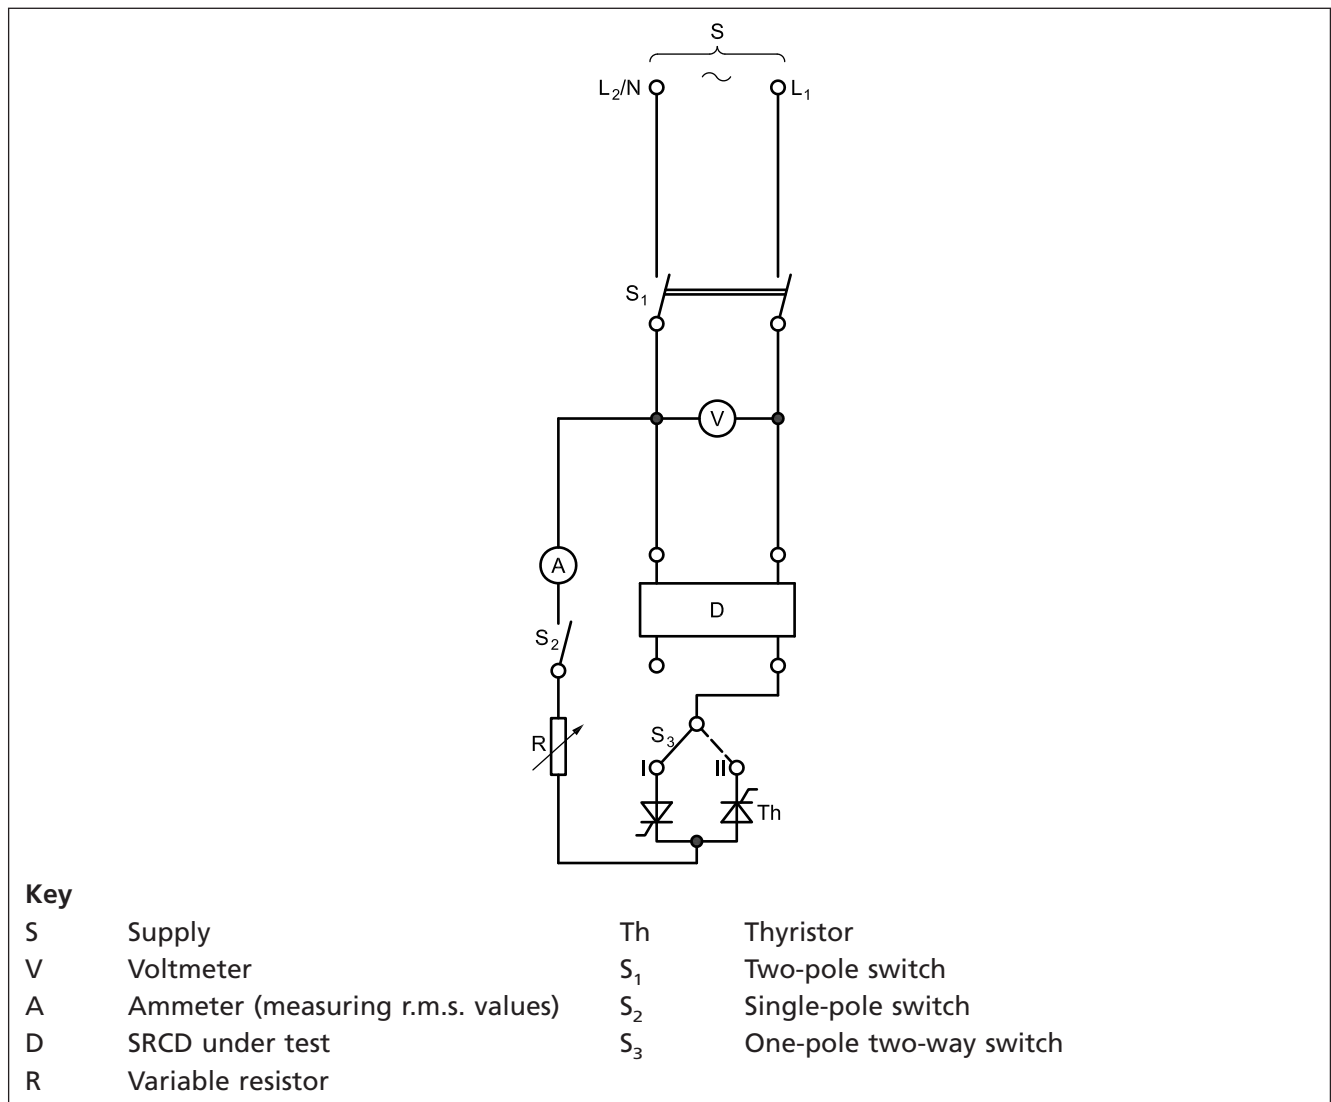 S
L₂/N
L₁
S₁
V
A
D
S₂
S₃
R
I
II
Th
Key
S Supply
V Voltmeter
A Ammeter (measuring r.m.s. values)
D SRCD under test
R Variable resistor
Th Thyristor
S₁ Two-pole switch
S₂ Single-pole switch
S₃ One-pole two-way switch